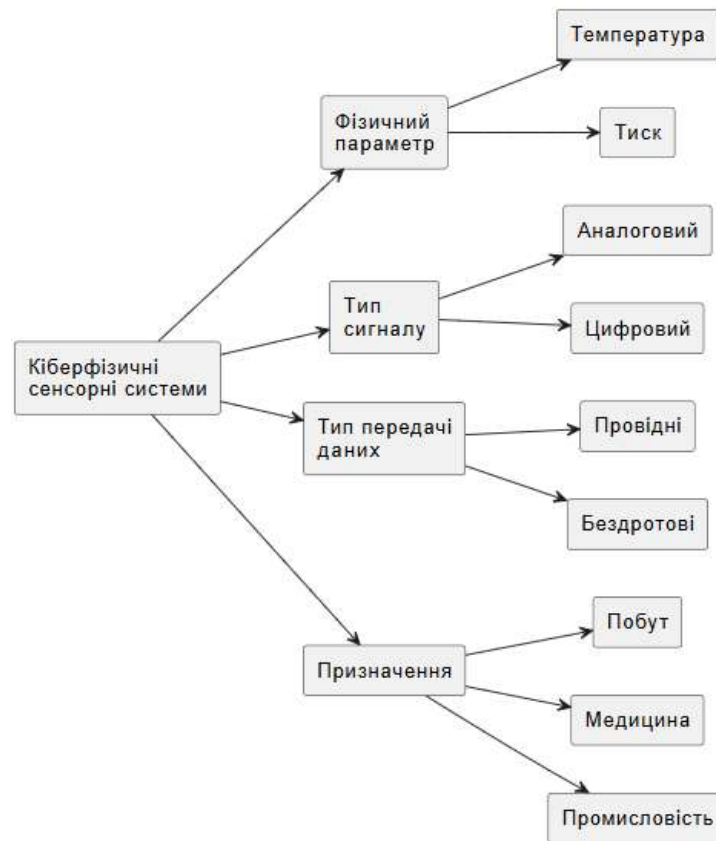 Температура
Фізичний
параметр
Тиск
Аналоговий
Тип
сигналу
Цифровий
Кіберфізичні
сенсорні системи
Тип передачі
даних
Провідні
Бездротові
Побут
Призначення
Медицина
Промисловість